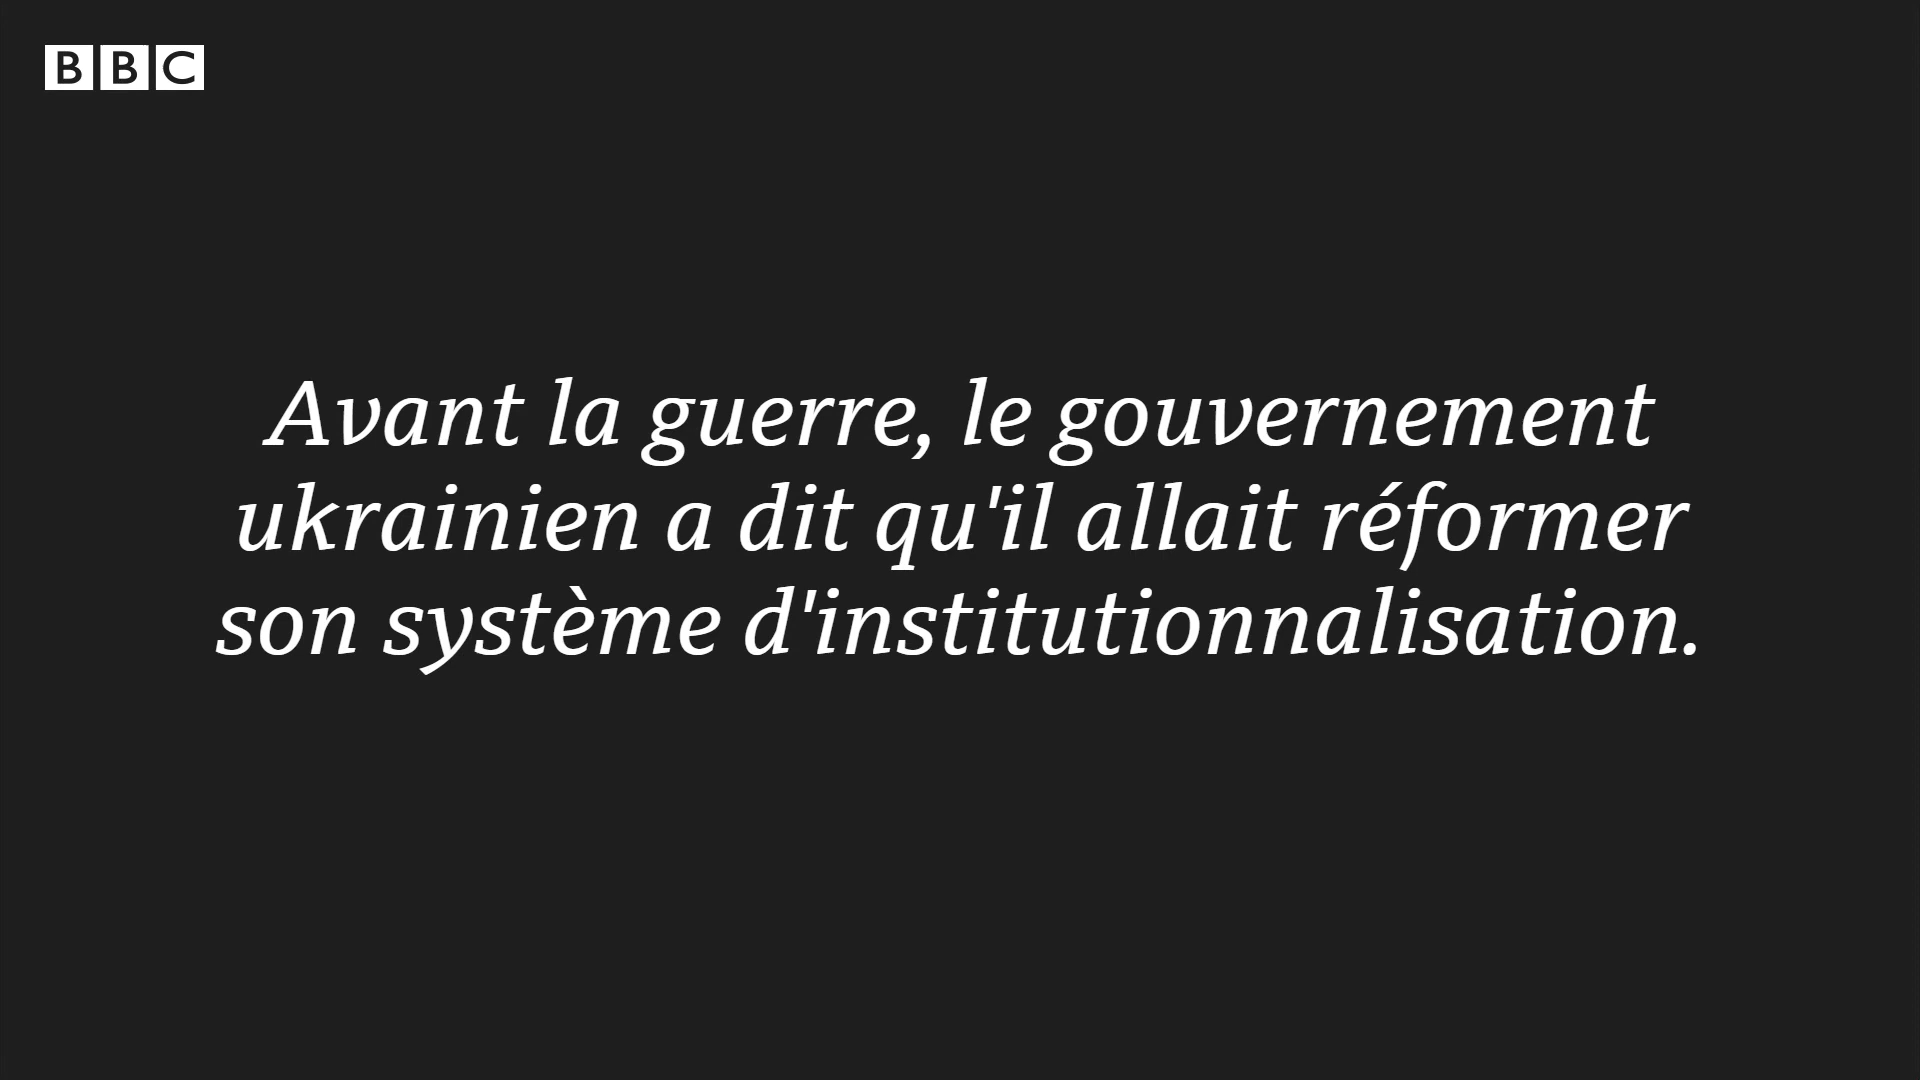 BBC
Avant la guerre, le gouvernement
ukrainien a dit qu'il allait réformer
son système d'institutionnalisation.